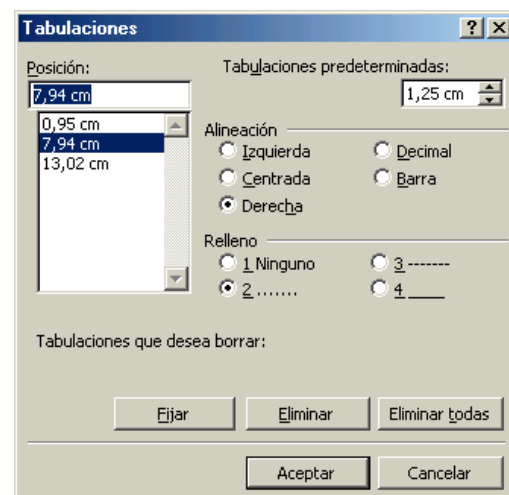 Tabulaciones
Posición:
Tabulaciones predeterminadas:
7,94 cm
1,25 cm
0,95 cm
7,94 cm
13,02 cm
Alineación
Izquierda
Decimal
Centrada
Barra
Derecha
Relleno
1 Ninguno
3 -------
2 .......
4 ____
Tabulaciones que desea borrar:
Fijar
Eliminar
Eliminar todas
Aceptar
Cancelar